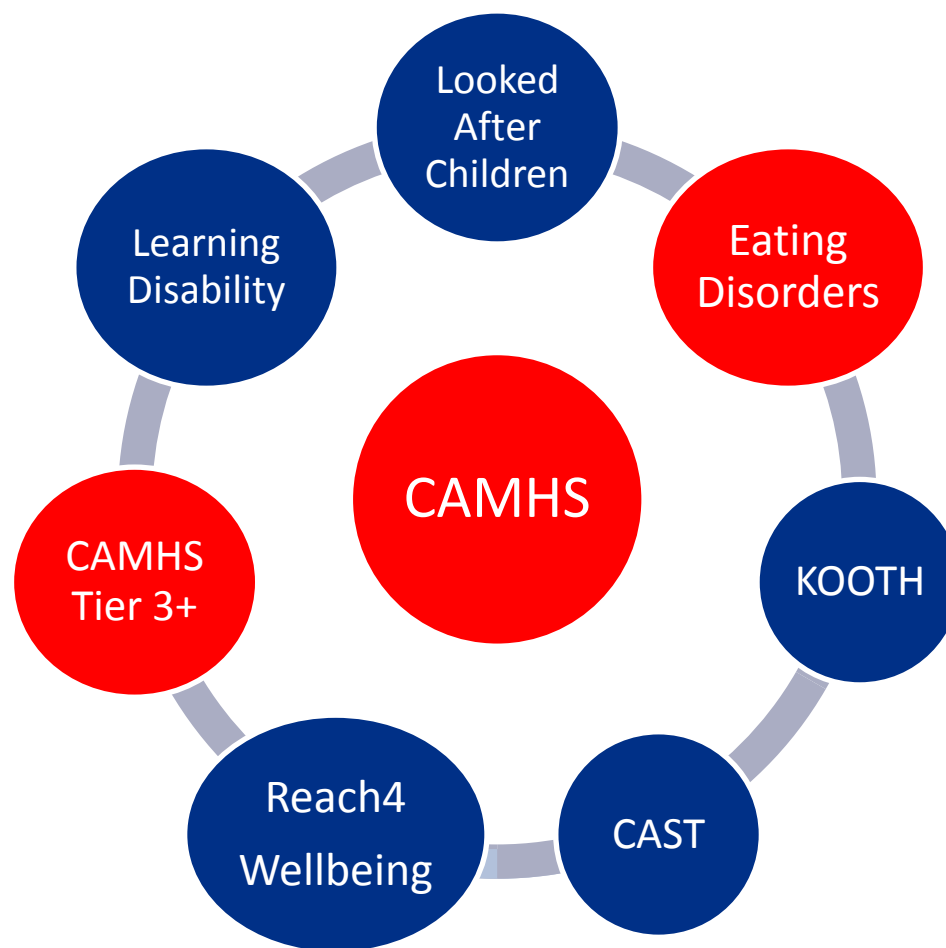 Looked
After
Children
Eating
Disorders
KOOTH
CAST
Reach4
Wellbeing
CAMHS
Tier 3+
Learning
Disability
CAMHS